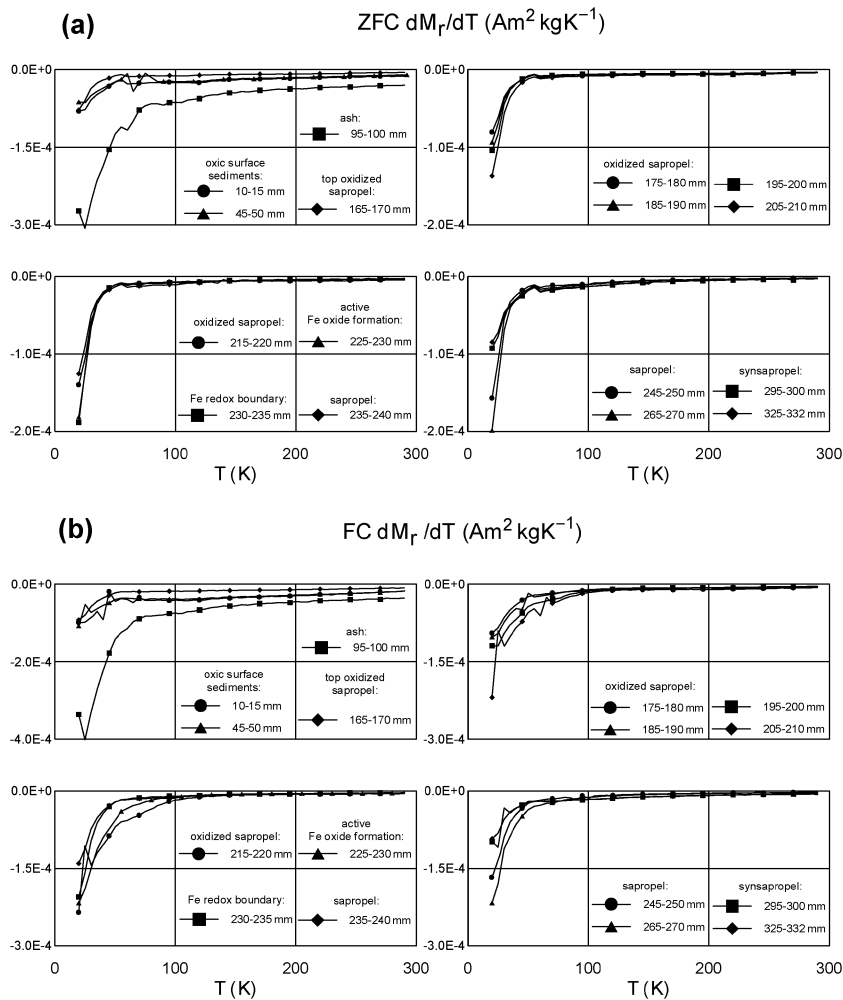 (a)
ZFC dMr/dT (Am² kgK⁻¹)
0.0E+0
-1.5E-4
-3.0E-4
ash:
95-100 mm
oxic surface
sediments:
10-15 mm
45-50 mm
top oxidized
sapropel:
165-170 mm
0.0E+0
-1.0E-4
-2.0E-4
oxidized sapropel:
175-180 mm
185-190 mm
195-200 mm
205-210 mm
0.0E+0
-1.0E-4
-2.0E-4
oxidized sapropel:
215-220 mm
active
Fe oxide formation:
225-230 mm
Fe redox boundary:
230-235 mm
sapropel:
235-240 mm
0 100 200 300
T (K)
0.0E+0
-1.0E-4
-2.0E-4
sapropel:
245-250 mm
265-270 mm
synsapropel:
295-300 mm
325-332 mm
0 100 200 300
T (K)
(b)
FC dMr /dT (Am² kgK⁻¹)
0.0E+0
-2.0E-4
-4.0E-4
ash:
95-100 mm
oxic surface
sediments:
10-15 mm
45-50 mm
top oxidized
sapropel:
165-170 mm
0.0E+0
-1.5E-4
-3.0E-4
oxidized sapropel:
175-180 mm
185-190 mm
195-200 mm
205-210 mm
0.0E+0
-1.5E-4
-3.0E-4
oxidized sapropel:
215-220 mm
active
Fe oxide formation:
225-230 mm
Fe redox boundary:
230-235 mm
sapropel:
235-240 mm
0 100 200 300
T (K)
0.0E+0
-1.5E-4
-3.0E-4
sapropel:
245-250 mm
265-270 mm
synsapropel:
295-300 mm
325-332 mm
0 100 200 300
T (K)